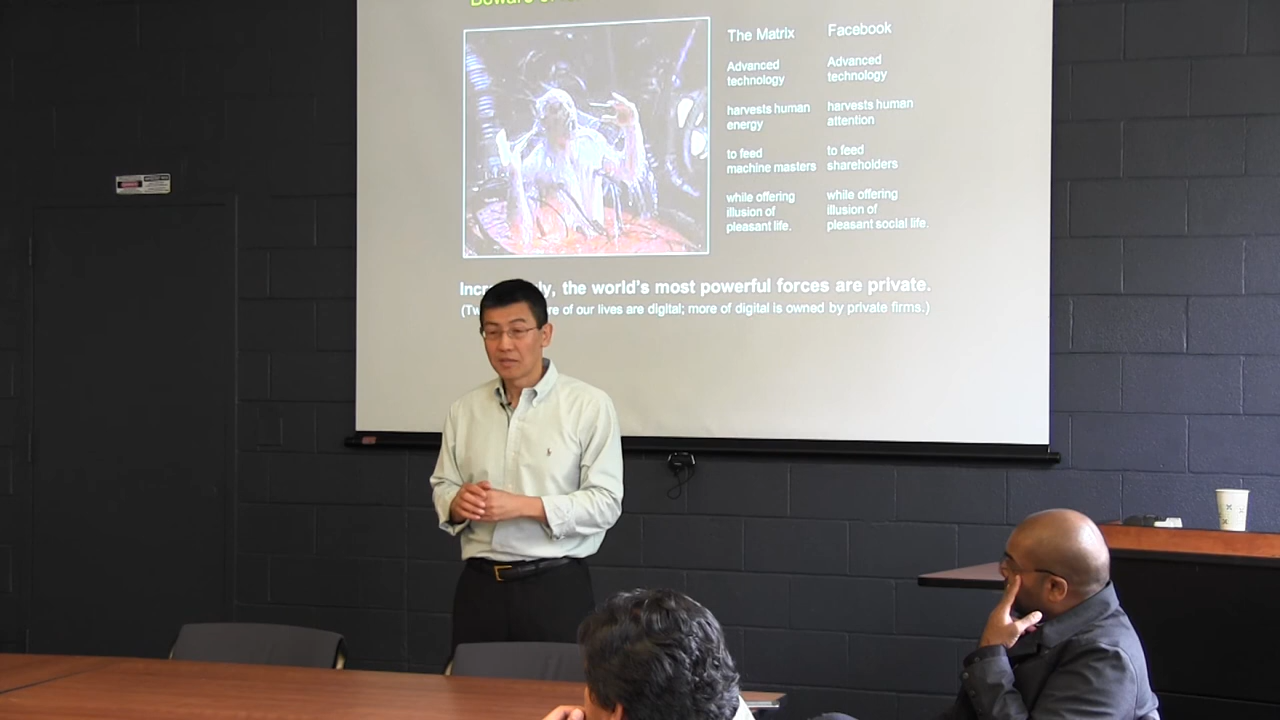 Beware of
The Matrix
Facebook
Advanced
technology
Advanced
technology
harvests human
energy
harvests human
attention
to feed
machine masters
to feed
shareholders
while offering
illusion of
pleasant life.
while offering
illusion of
pleasant social life.
the world's most powerful forces are private.
of our lives are digital; more of digital is owned by private firms.)